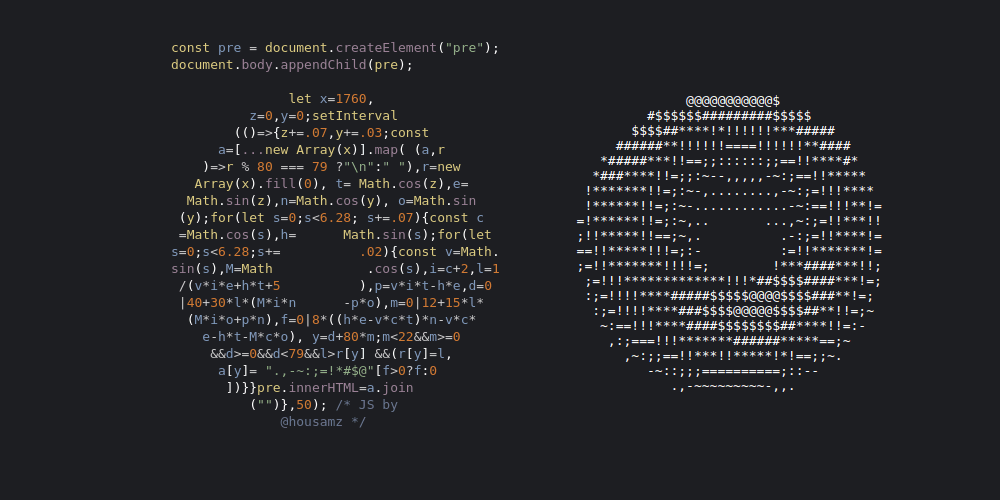 const pre = document.createElement("pre");
document.body.appendChild(pre);
let x=1760,
z=0,y=0;setInterval
(()=>{z+=.07,y+=.03;const
a=[...new Array(x)].map( (a,r
)=>r % 80 === 79 ?"\n":" "),r=new
Array(x).fill(0), t= Math.cos(z),e=
Math.sin(z),n=Math.cos(y), o=Math.sin
(y);for(let s=0;s<6.28; s+=.07){const c
=Math.cos(s),h=      Math.sin(s);for(let
s=0;s<6.28;s+=          .02){const v=Math.
sin(s),M=Math            .cos(s),i=c+2,l=1
/(v*i*e+h*t+5          ),p=v*i*t-h*e,d=0
|40+30*l*(M*i*n      -p*o),m=0|12+15*l*
(M*i*o+p*n),f=0|8*((h*e-v*c*t)*n-v*c*
e-h*t-M*c*o), y=d+80*m;m<22&&m>=0
&&d>=0&&d<79&&l>r[y] &&(r[y]=l,
a[y]= ".,-~:;=!*#$@"[f>0?f:0
])}}pre.innerHTML=a.join
("")},50); /* JS by
@housamz */